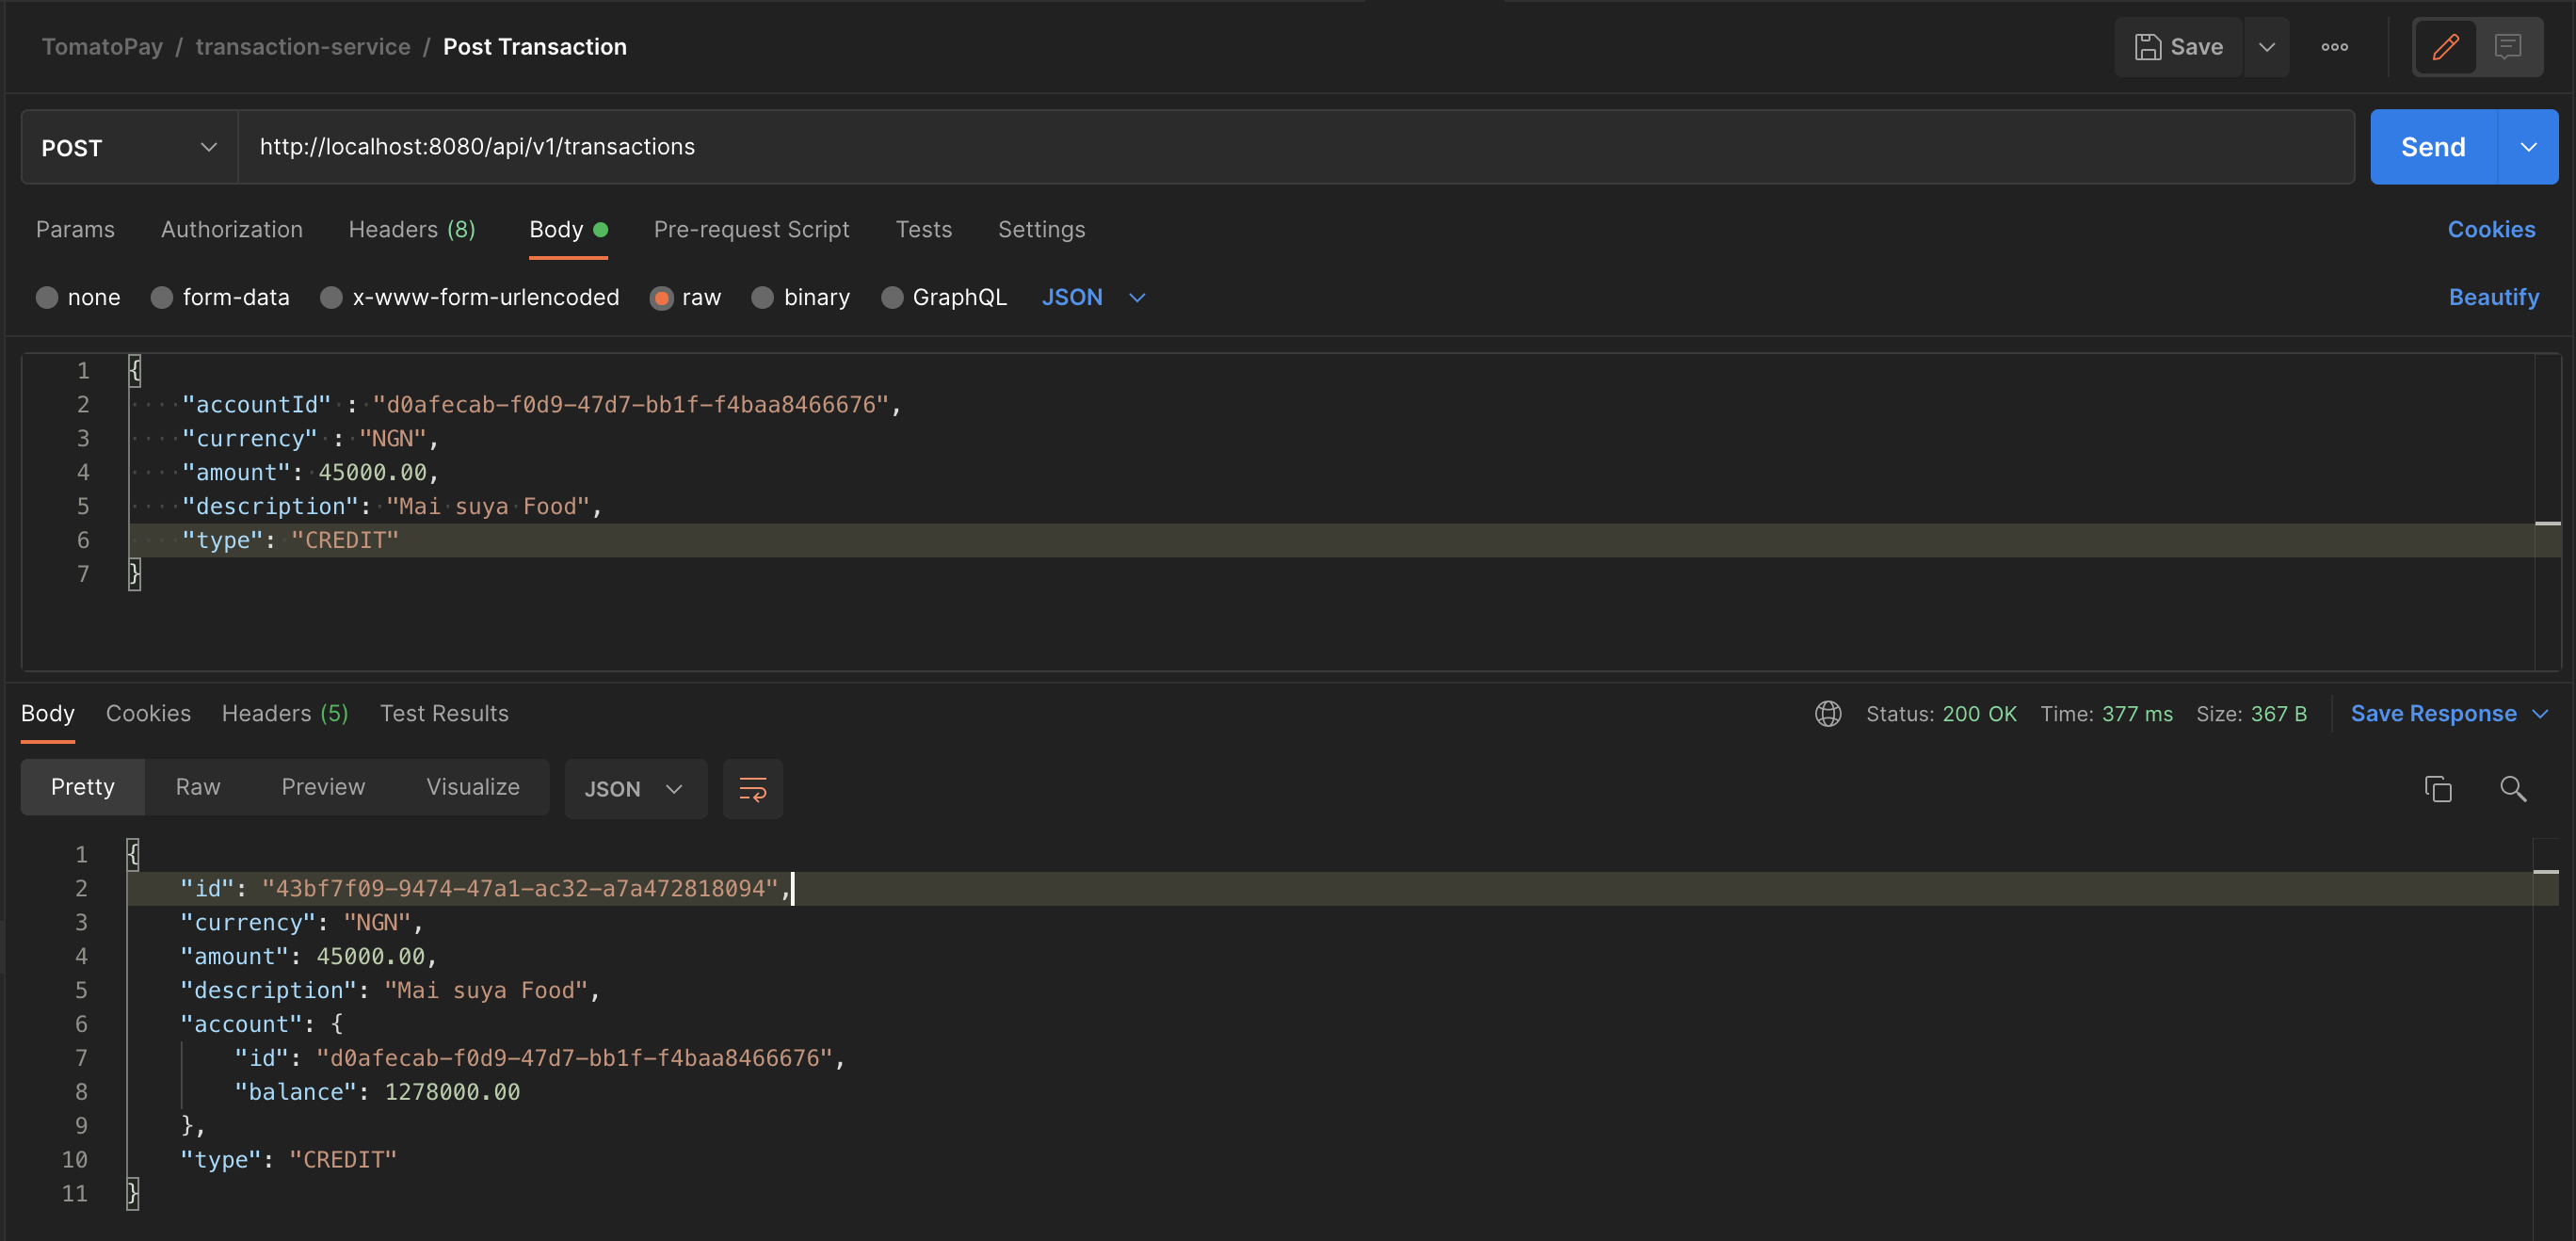 TomatoPay / transaction-service / Post Transaction
Save
POST
http://localhost:8080/api/v1/transactions
Send
Params Authorization Headers (8) Body Pre-request Script Tests Settings Cookies
none form-data x-www-form-urlencoded raw binary GraphQL JSON Beautify
1 {
2 "accountId" : "d0afecab-f0d9-47d7-bb1f-f4baa8466676",
3 "currency" : "NGN",
4 "amount": 45000.00,
5 "description": "Mai suya Food",
6 "type": "CREDIT"
7 }
Body Cookies Headers (5) Test Results Status: 200 OK Time: 377 ms Size: 367 B Save Response
Pretty Raw Preview Visualize JSON
1 {
2 "id": "43bf7f09-9474-47a1-ac32-a7a472818094",
3 "currency": "NGN",
4 "amount": 45000.00,
5 "description": "Mai suya Food",
6 "account": {
7 "id": "d0afecab-f0d9-47d7-bb1f-f4baa8466676",
8 "balance": 1278000.00
9 },
10 "type": "CREDIT"
11 }